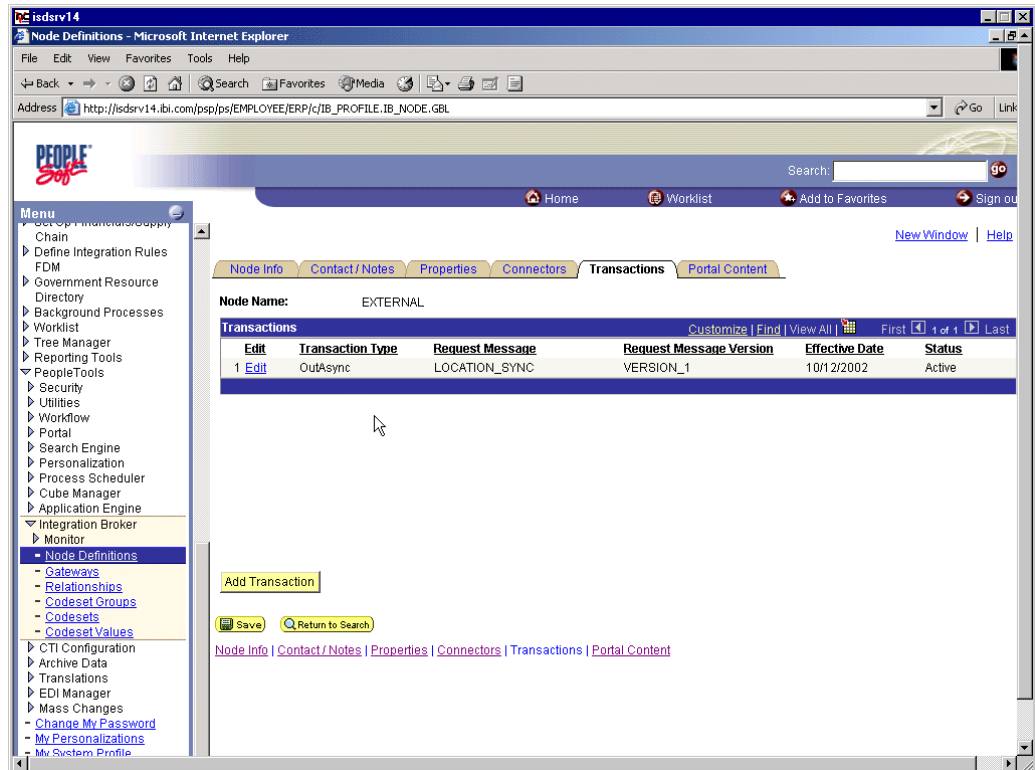 isdsrv14
Node Definitions - Microsoft Internet Explorer
File Edit View Favorites Tools Help
Back Search Favorites Media
Address http://isdsrv14.ibi.com/psp/ps/EMPLOYEE/ERP/c/IB_PROFILE.IB_NODE.GBL Go Link
PEOPLE Soft
Search: go
Home Worklist Add to Favorites Sign ou
Menu
Set Up Financials/Supply
Chain
Define Integration Rules
FDM
Government Resource
Directory
Background Processes
Worklist
Tree Manager
Reporting Tools
PeopleTools
Security
Utilities
Workflow
Portal
Search Engine
Personalization
Process Scheduler
Cube Manager
Application Engine
Integration Broker
Monitor
Node Definitions
Gateways
Relationships
Codeset Groups
Codesets
Codeset Values
CTI Configuration
Archive Data
Translations
EDI Manager
Mass Changes
Change My Password
My Personalizations
My System Profile
New Window | Help
Node Info Contact / Notes Properties Connectors Transactions Portal Content
Node Name: EXTERNAL
Transactions Customize | Find | View All | First 1 of 1 Last
Edit Transaction Type Request Message Request Message Version Effective Date Status
1 Edit OutAsync LOCATION_SYNC VERSION_1 10/12/2002 Active
Add Transaction
Save Return to Search
Node Info | Contact / Notes | Properties | Connectors | Transactions | Portal Content